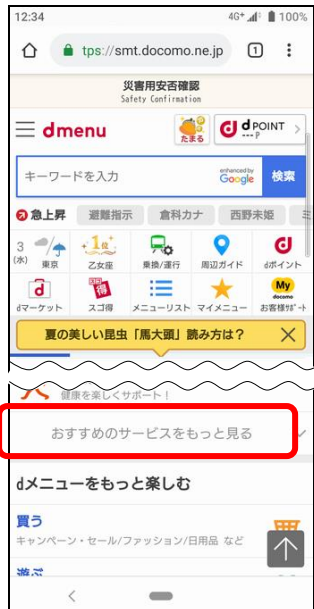 12:34 4G+ 100%
tps://smt.docomo.ne.jp 1
災害用安否確認
Safety Confirmation
dmenu たまる d POINT
---P
キーワードを入力 enhanced by Google 検索
急上昇 避難指示 倉科カナ 西野未姫 ミ
3 1位
(水) 東京 乙女座 乗換/運行 周辺ガイド dポイント
d 得 My docomo
dマーケット スゴ得 メニューリスト マイメニュー お客様サポート
夏の美しい昆虫「馬大頭」読み方は？
健康を楽しくサポート！
おすすめのサービスをもっと見る
dメニューをもっと楽しむ
買う
キャンペーン・セール/ファッション/日用品 など
遊ぶ